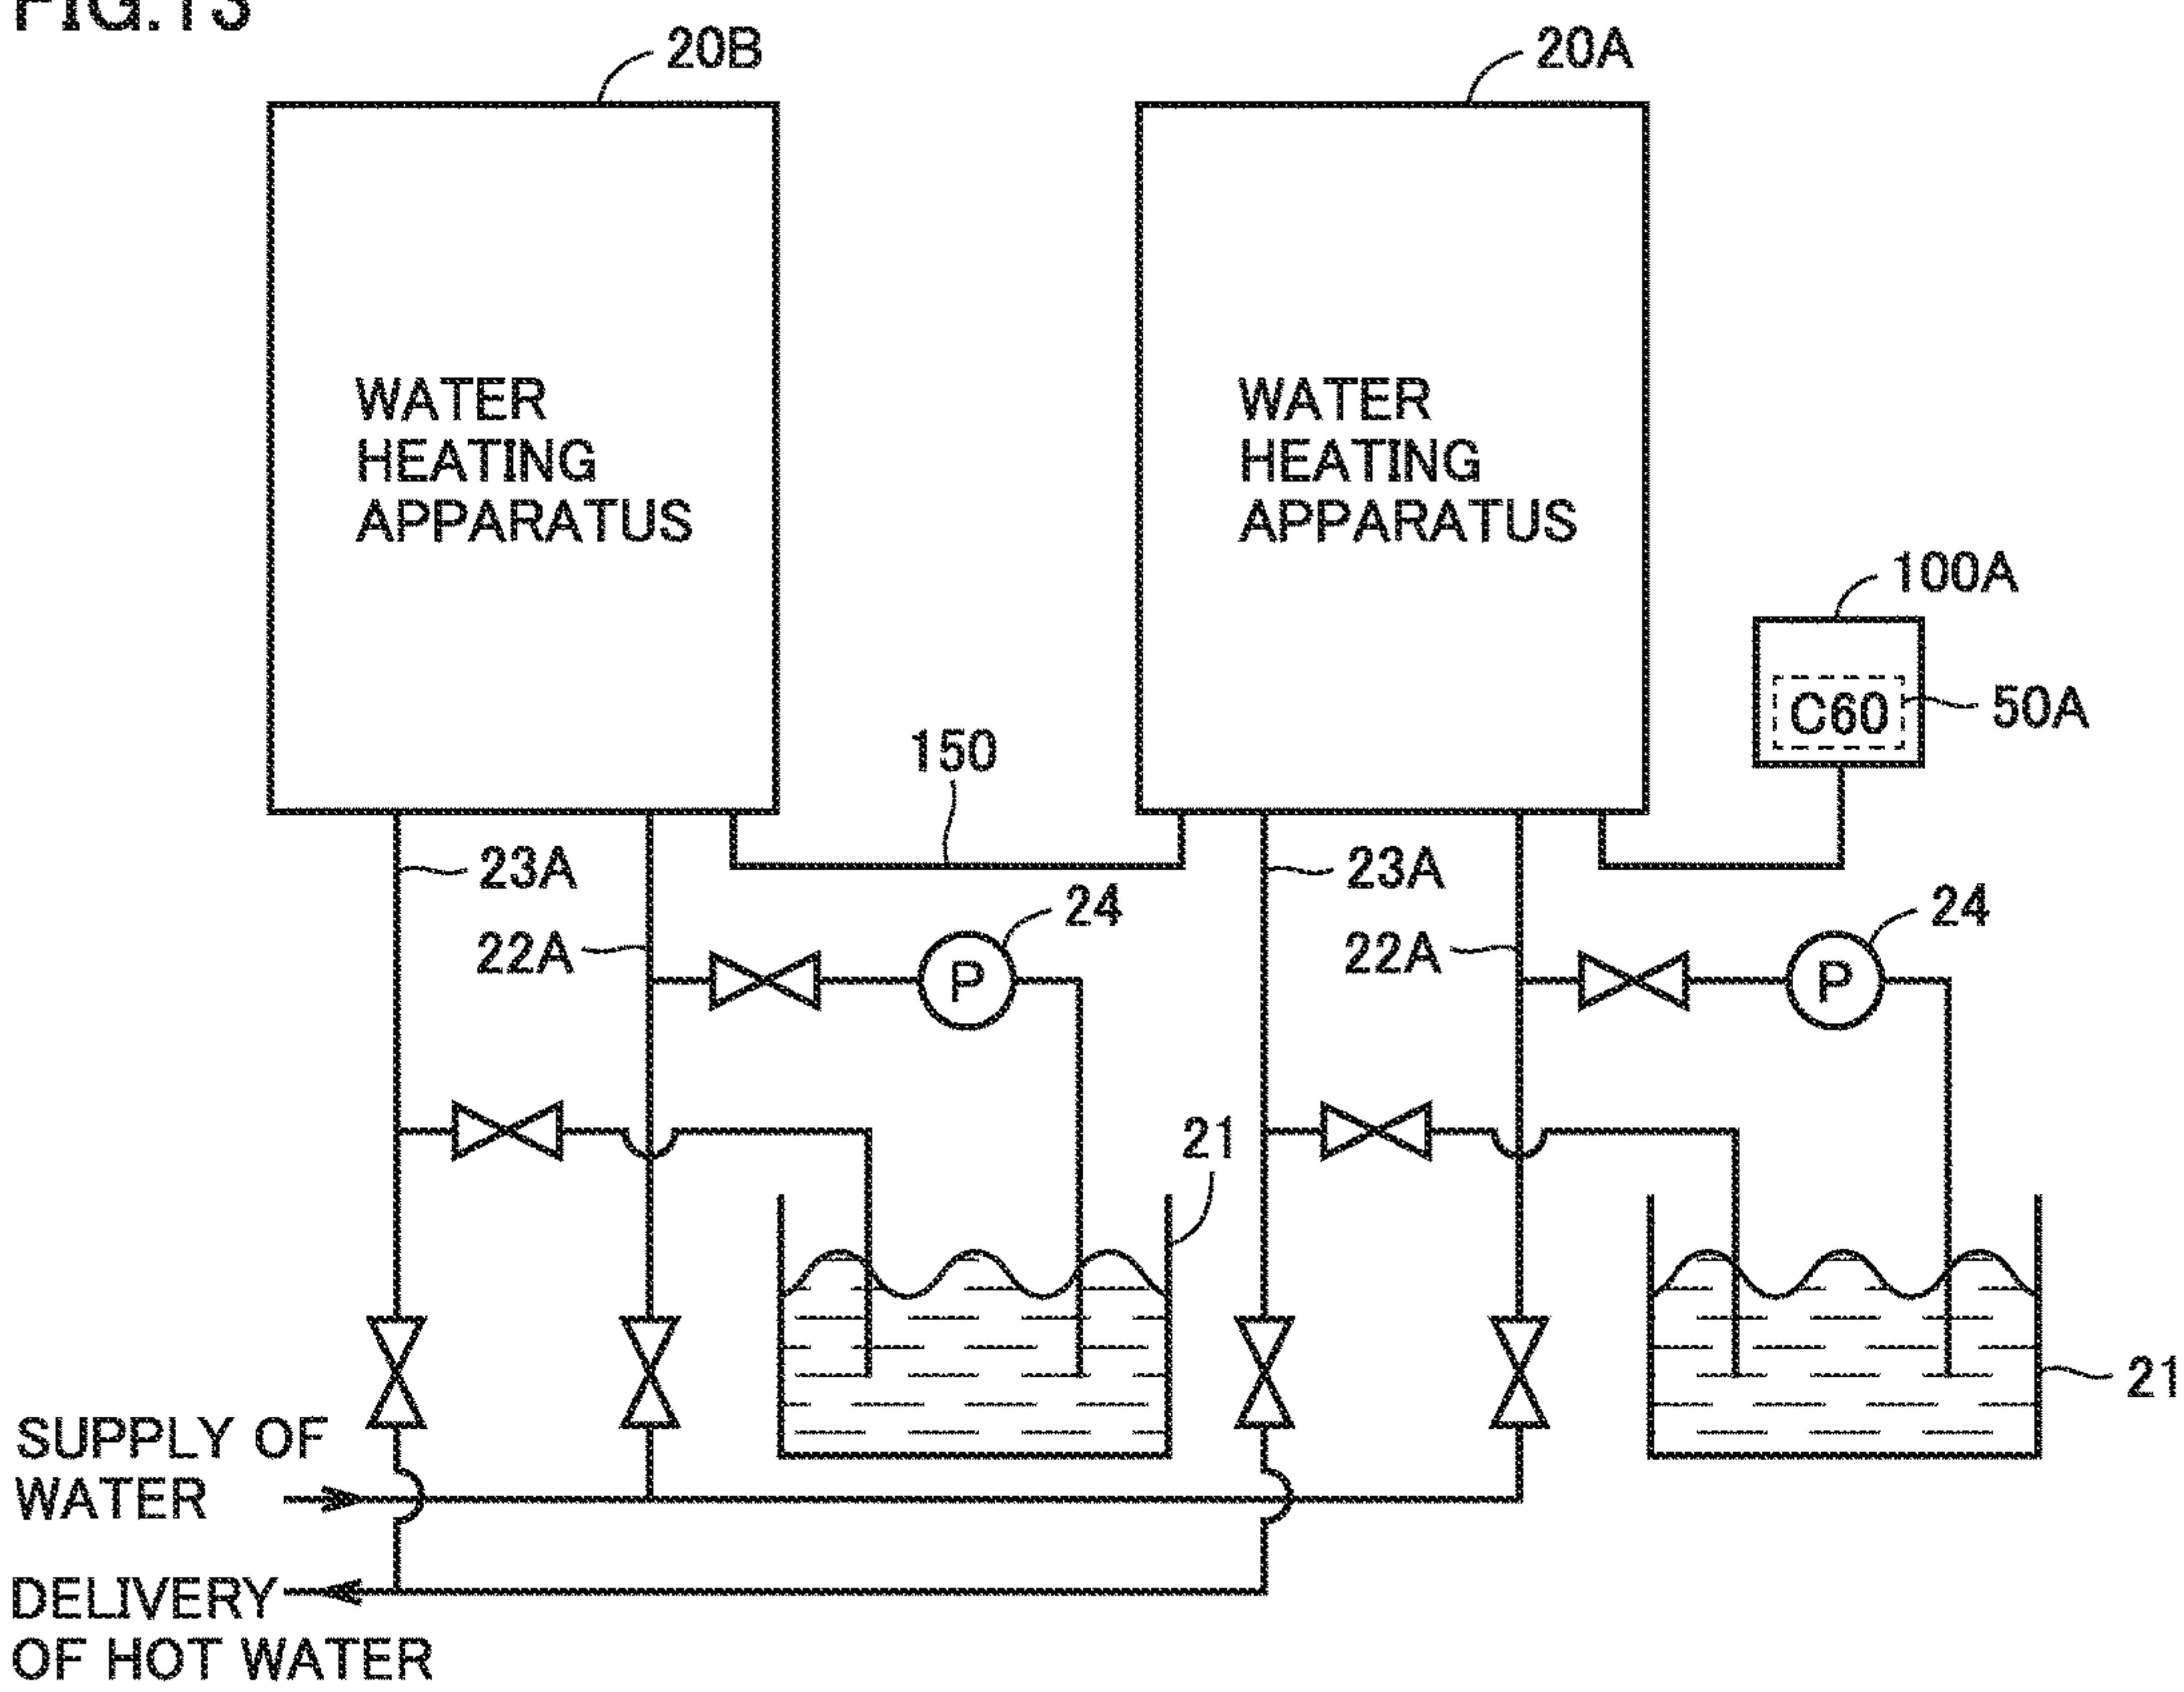 FIG.13
20B
20A
WATER
HEATING
APPARATUS
WATER
HEATING
APPARATUS
100A
C60
50A
150
23A
23A
24
24
22A
22A
P
P
21
21
SUPPLY OF
WATER
DELIVERY
OF HOT WATER